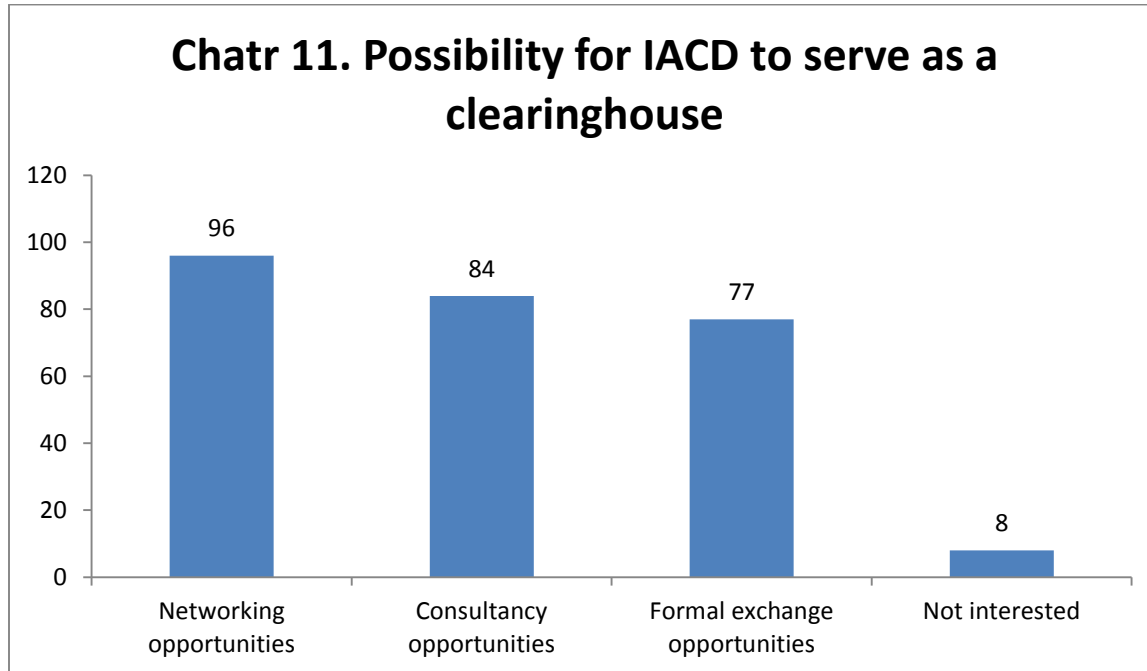 Chatr 11. Possibility for IACD to serve as a
clearinghouse
120
100
80
60
40
20
0
96
84
77
8
Networking
opportunities
Consultancy
opportunities
Formal exchange
opportunities
Not interested